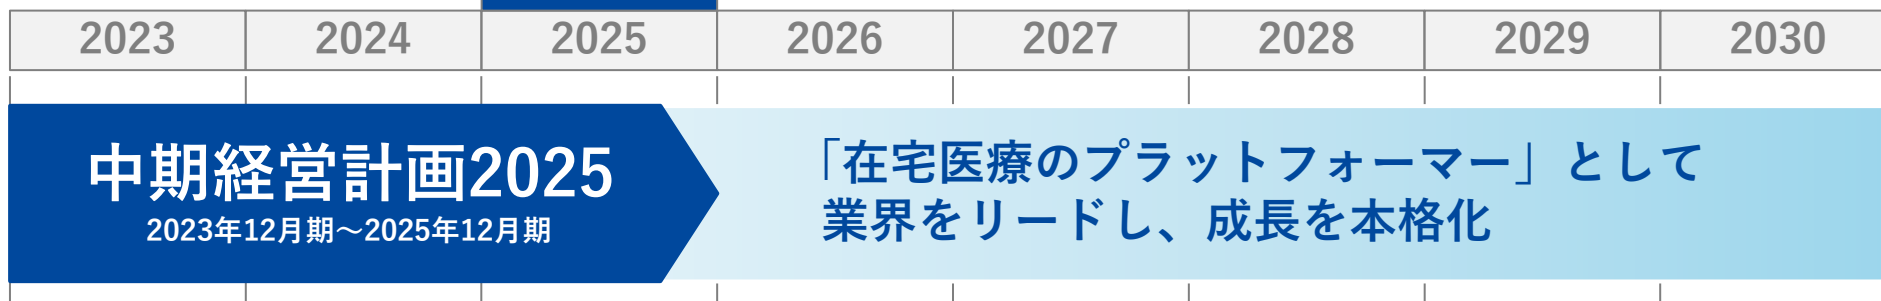 2023 2024 2025 2026 2027 2028 2029 2030
中期経営計画2025
2023年12月期～2025年12月期
「在宅医療のプラットフォーマー」として
業界をリードし、成長を本格化